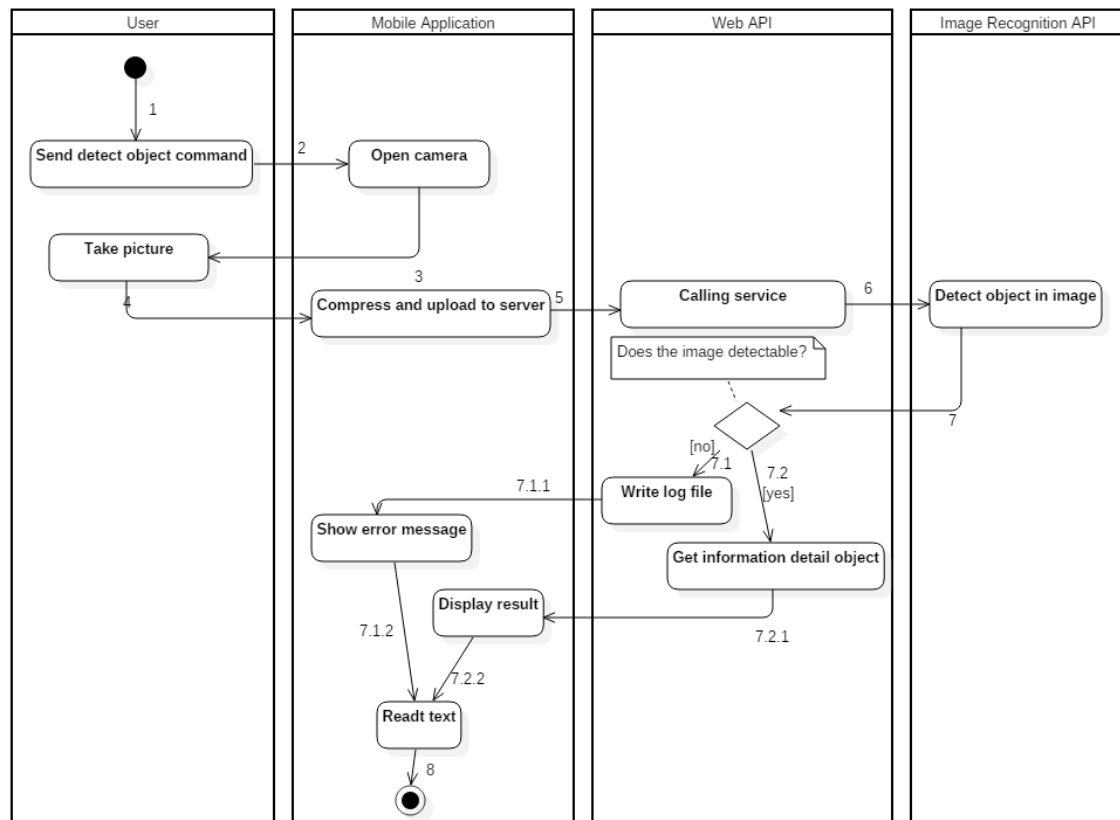 User
Mobile Application
Web API
Image Recognition API
1
Send detect object command
2
Open camera
Take picture
3
4
Compress and upload to server
5
Calling service
6
Detect object in image
Does the image detectable?
7
[no]
7.1
7.2
[yes]
Write log file
7.1.1
Show error message
Get information detail object
Display result
7.2.1
7.1.2
7.2.2
Readt text
8